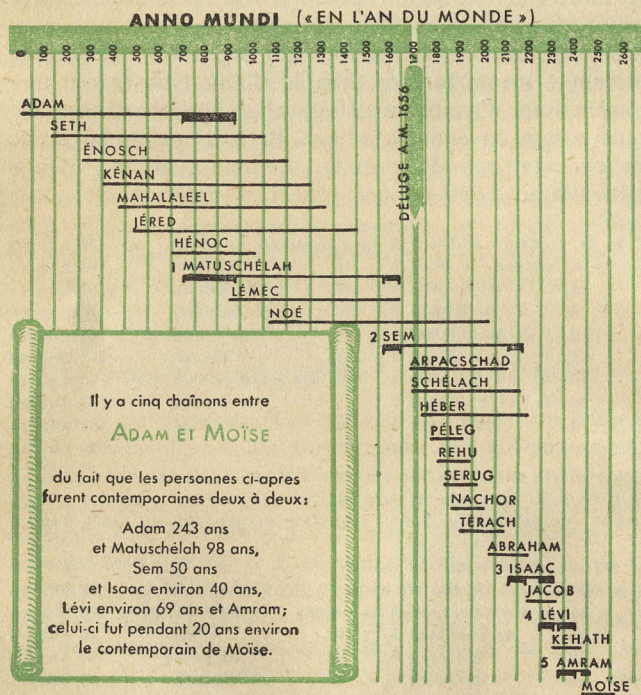 ANNO MUNDI («EN L'AN DU MONDE»)
0 100 200 300 400 500 600 700 800 900 1000 1100 1200 1300 1400 1500 1600 1700 1800 1900 2000 2100 2200 2300 2400 2500 2600
DÉLUGE A.M. 1656
ADAM
SETH
ÉNOSCH
KÉNAN
MAHALALEEL
JÉRED
HÉNOC
1 MATUSCHÉLAH
LÉMEC
NOÉ
2 SEM
ARPACSCHAD
SCHÉLACH
HÉBER
PÉLEG
REHU
SERUG
NACHOR
TÉRACH
ABRAHAM
3 ISAAC
JACOB
4 LÉVI
KEHATH
5 AMRAM
MOÏSE
Il y a cinq chaînons entre
ADAM ET MOÏSE
du fait que les personnes ci-apres
furent contemporaines deux à deux:
Adam 243 ans
et Matuschélah 98 ans,
Sem 50 ans
et Isaac environ 40 ans,
Lévi environ 69 ans et Amram;
celui-ci fut pendant 20 ans environ
le contemporain de Moïse.